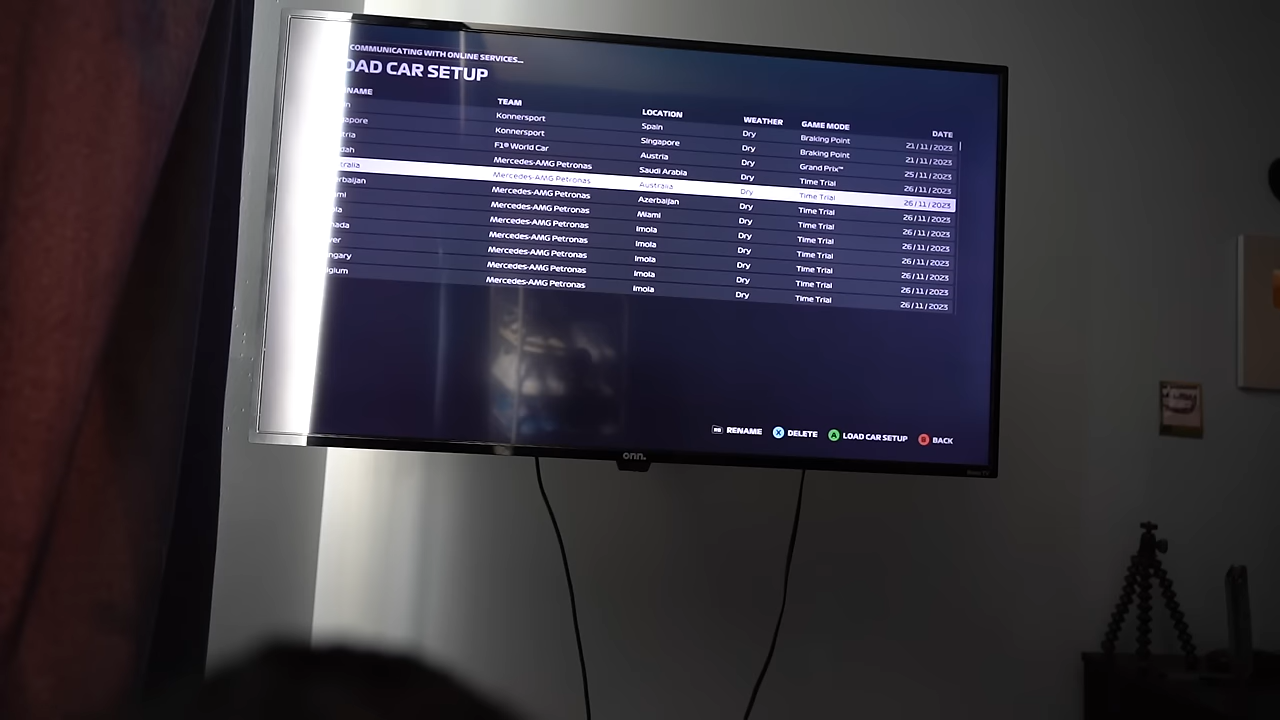 COMMUNICATING WITH ONLINE SERVICES...
OAD CAR SETUP
NAME TEAM LOCATION WEATHER GAME MODE DATE
in Konnersport Spain Dry Braking Point 21/11/2023
apore Konnersport Singapore Dry Braking Point 21/11/2023
tria F1® World Car Austria Dry Grand Prix™ 25/11/2023
dah Mercedes-AMG Petronas Saudi Arabia Dry Time Trial 26/11/2023
tralia Mercedes-AMG Petronas Australia Dry Time Trial 26/11/2023
erbaijan Mercedes-AMG Petronas Azerbaijan Dry Time Trial 26/11/2023
mi Mercedes-AMG Petronas Miami Dry Time Trial 26/11/2023
la Mercedes-AMG Petronas Imola Dry Time Trial 26/11/2023
nada Mercedes-AMG Petronas Imola Dry Time Trial 26/11/2023
ver Mercedes-AMG Petronas Imola Dry Time Trial 26/11/2023
ngary Mercedes-AMG Petronas Imola Dry Time Trial 26/11/2023
lgium Mercedes-AMG Petronas Imola Dry Time Trial 26/11/2023
RENAME X DELETE A LOAD CAR SETUP B BACK
onn.